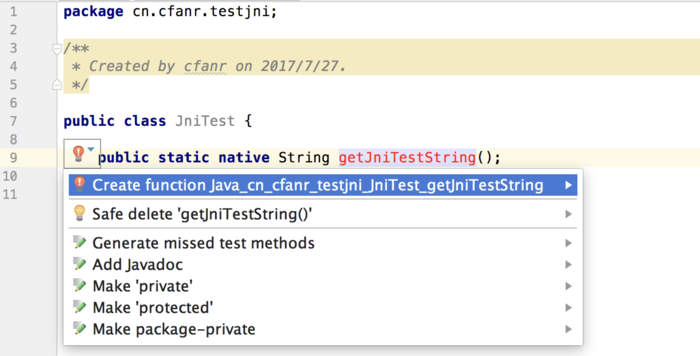 1 package cn.cfanr.testjni;
2
3 /**
4 * Created by cfanr on 2017/7/27.
5 */
6
7 public class JniTest {
8
9 public static native String getJniTestString();
10 Create function Java_cn_cfanr_testjni_JniTest_getJniTestString
11
Safe delete 'getJniTestString()'
Generate missed test methods
Add Javadoc
Make 'private'
Make 'protected'
Make package-private